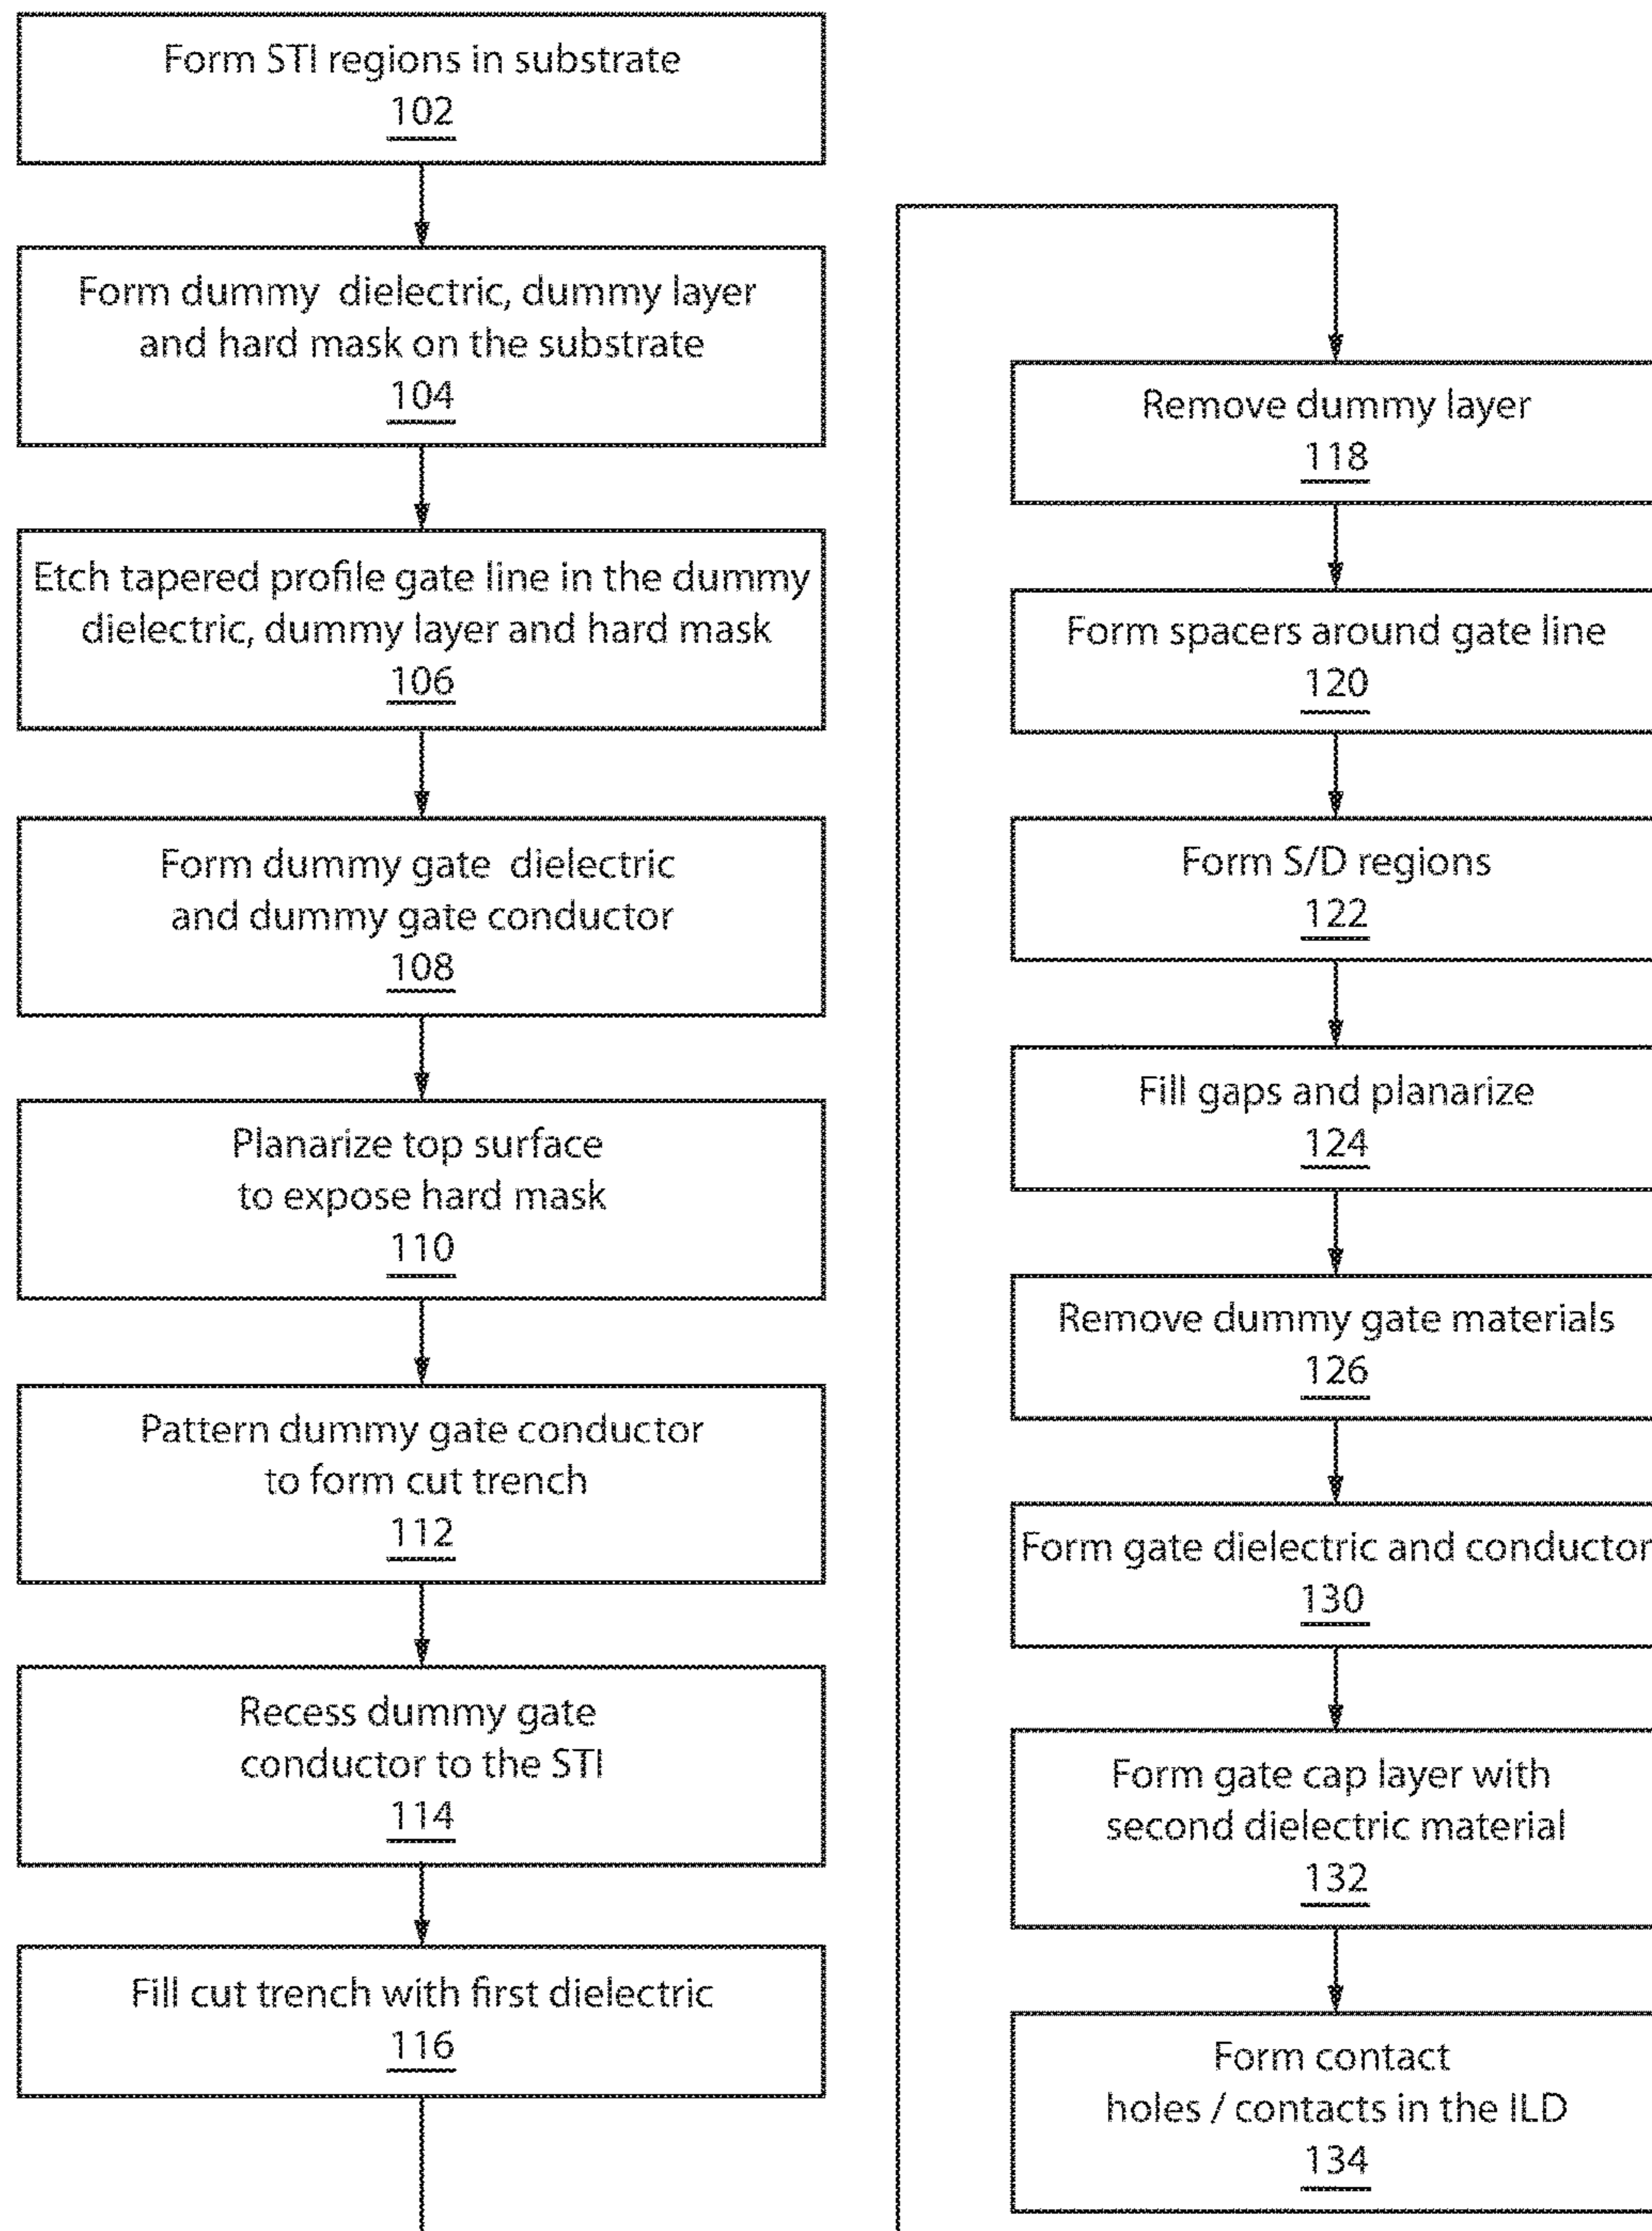 Form STI regions in substrate
102
Form dummy dielectric, dummy layer
and hard mask on the substrate
104
Etch tapered profile gate line in the dummy
dielectric, dummy layer and hard mask
106
Form dummy gate dielectric
and dummy gate conductor
108
Planarize top surface
to expose hard mask
110
Pattern dummy gate conductor
to form cut trench
112
Recess dummy gate
conductor to the STI
114
Fill cut trench with first dielectric
116
Remove dummy layer
118
Form spacers around gate line
120
Form S/D regions
122
Fill gaps and planarize
124
Remove dummy gate materials
126
Form gate dielectric and conductor
130
Form gate cap layer with
second dielectric material
132
Form contact
holes / contacts in the ILD
134